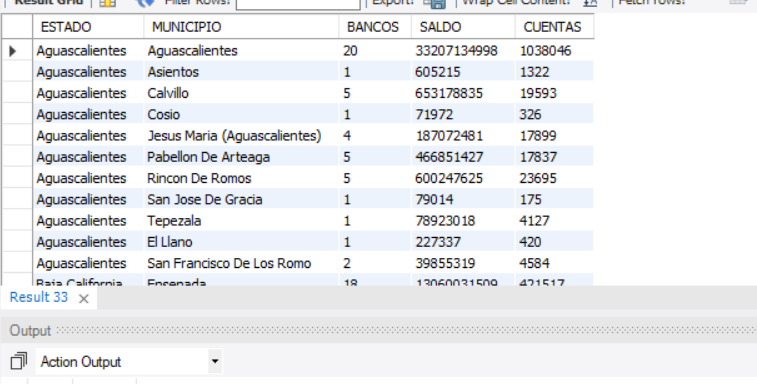 Result Grid Filter Rows: Export: Wrap Cell Content: Fetch rows:
ESTADO MUNICIPIO BANCOS SALDO CUENTAS
Aguascalientes Aguascalientes 20 33207134998 1038046
Aguascalientes Asientos 1 605215 1322
Aguascalientes Calvillo 5 653178835 19593
Aguascalientes Cosio 1 71972 326
Aguascalientes Jesus Maria (Aguascalientes) 4 187072481 17899
Aguascalientes Pabellon De Arteaga 5 466851427 17837
Aguascalientes Rincon De Romos 5 600247625 23695
Aguascalientes San Jose De Gracia 1 79014 175
Aguascalientes Tepezala 1 78923018 4127
Aguascalientes El Llano 1 227337 420
Aguascalientes San Francisco De Los Romo 2 39855319 4584
Baja California Ensenada 18 13060031509 421517
Result 33
Output
Action Output